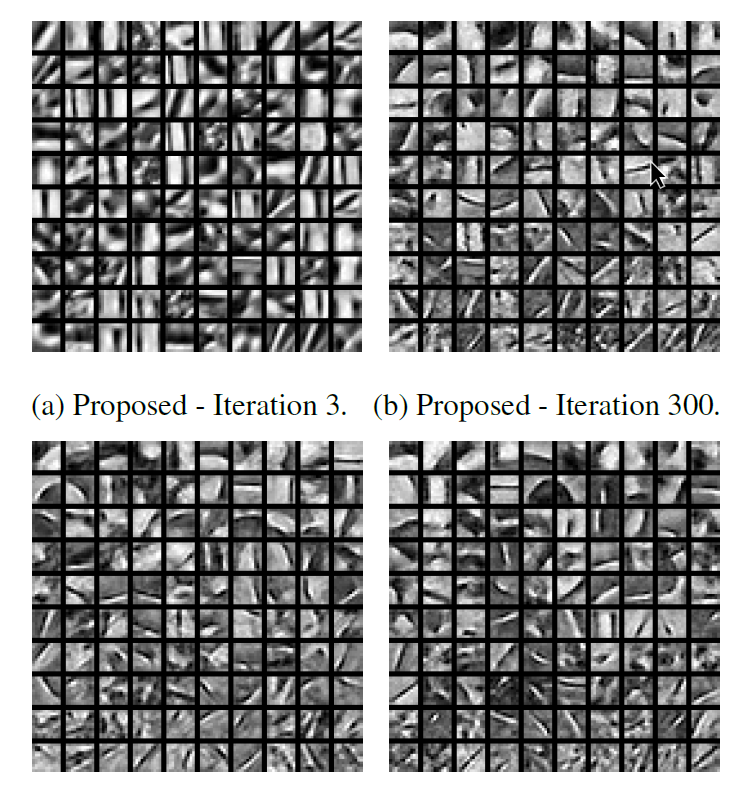 (a) Proposed - Iteration 3.
(b) Proposed - Iteration 300.